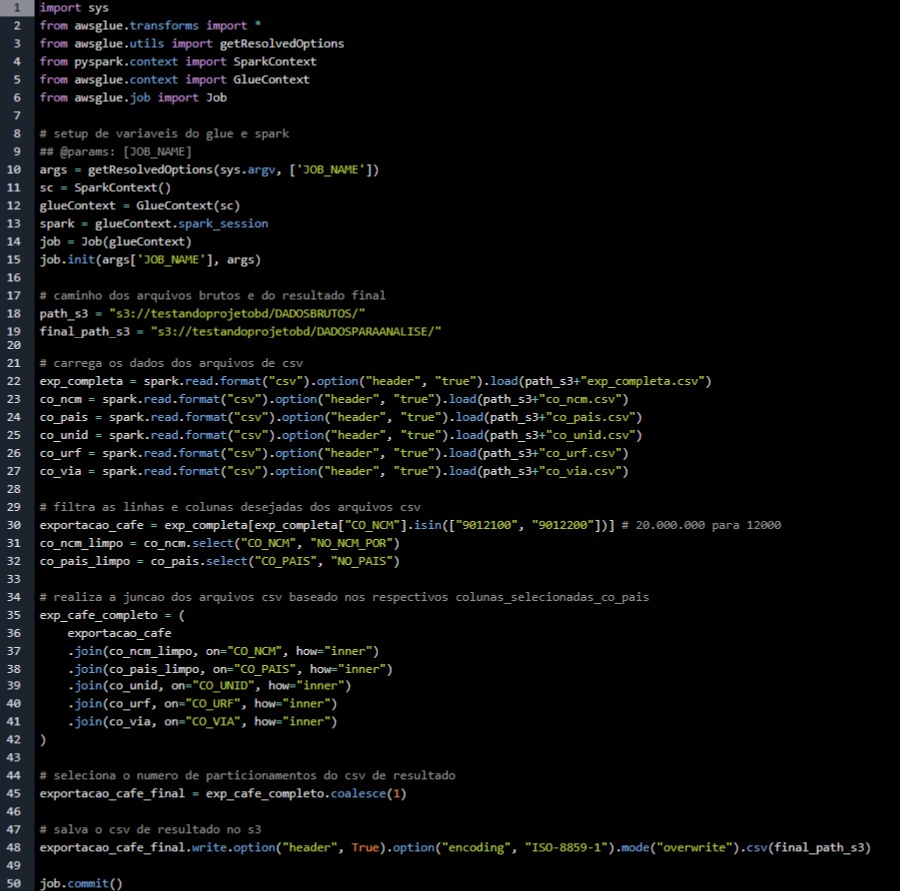 1 import sys
2 from awsglue.transforms import *
3 from awsglue.utils import getResolvedOptions
4 from pyspark.context import SparkContext
5 from awsglue.context import GlueContext
6 from awsglue.job import Job
7
8 # setup de variaveis do glue e spark
9 ## @params: [JOB_NAME]
10 args = getResolvedOptions(sys.argv, ['JOB_NAME'])
11 sc = SparkContext()
12 glueContext = GlueContext(sc)
13 spark = glueContext.spark_session
14 job = Job(glueContext)
15 job.init(args['JOB_NAME'], args)
16
17 # caminho dos arquivos brutos e do resultado final
18 path_s3 = "s3://testandoprojetobd/DADOSBRUTOS/"
19 final_path_s3 = "s3://testandoprojetobd/DADOSPARAANALISE/"
20
21 # carrega os dados dos arquivos de csv
22 exp_completa = spark.read.format("csv").option("header", "true").load(path_s3+"exp_completa.csv")
23 co_ncm = spark.read.format("csv").option("header", "true").load(path_s3+"co_ncm.csv")
24 co_pais = spark.read.format("csv").option("header", "true").load(path_s3+"co_pais.csv")
25 co_unid = spark.read.format("csv").option("header", "true").load(path_s3+"co_unid.csv")
26 co_urf = spark.read.format("csv").option("header", "true").load(path_s3+"co_urf.csv")
27 co_via = spark.read.format("csv").option("header", "true").load(path_s3+"co_via.csv")
28
29 # filtra as linhas e colunas desejadas dos arquivos csv
30 exportacao_cafe = exp_completa[exp_completa["CO_NCM"].isin(["9012100", "9012200"])] # 20.000.000 para 12000
31 co_ncm_limpo = co_ncm.select("CO_NCM", "NO_NCM_POR")
32 co_pais_limpo = co_pais.select("CO_PAIS", "NO_PAIS")
33
34 # realiza a juncao dos arquivos csv baseado nos respectivos colunas_selecionadas_co_pais
35 exp_cafe_completo = (
36 exportacao_cafe
37 .join(co_ncm_limpo, on="CO_NCM", how="inner")
38 .join(co_pais_limpo, on="CO_PAIS", how="inner")
39 .join(co_unid, on="CO_UNID", how="inner")
40 .join(co_urf, on="CO_URF", how="inner")
41 .join(co_via, on="CO_VIA", how="inner")
42 )
43
44 # seleciona o numero de particionamentos do csv de resultado
45 exportacao_cafe_final = exp_cafe_completo.coalesce(1)
46
47 # salva o csv de resultado no s3
48 exportacao_cafe_final.write.option("header", True).option("encoding", "ISO-8859-1").mode("overwrite").csv(final_path_s3)
49
50 job.commit()